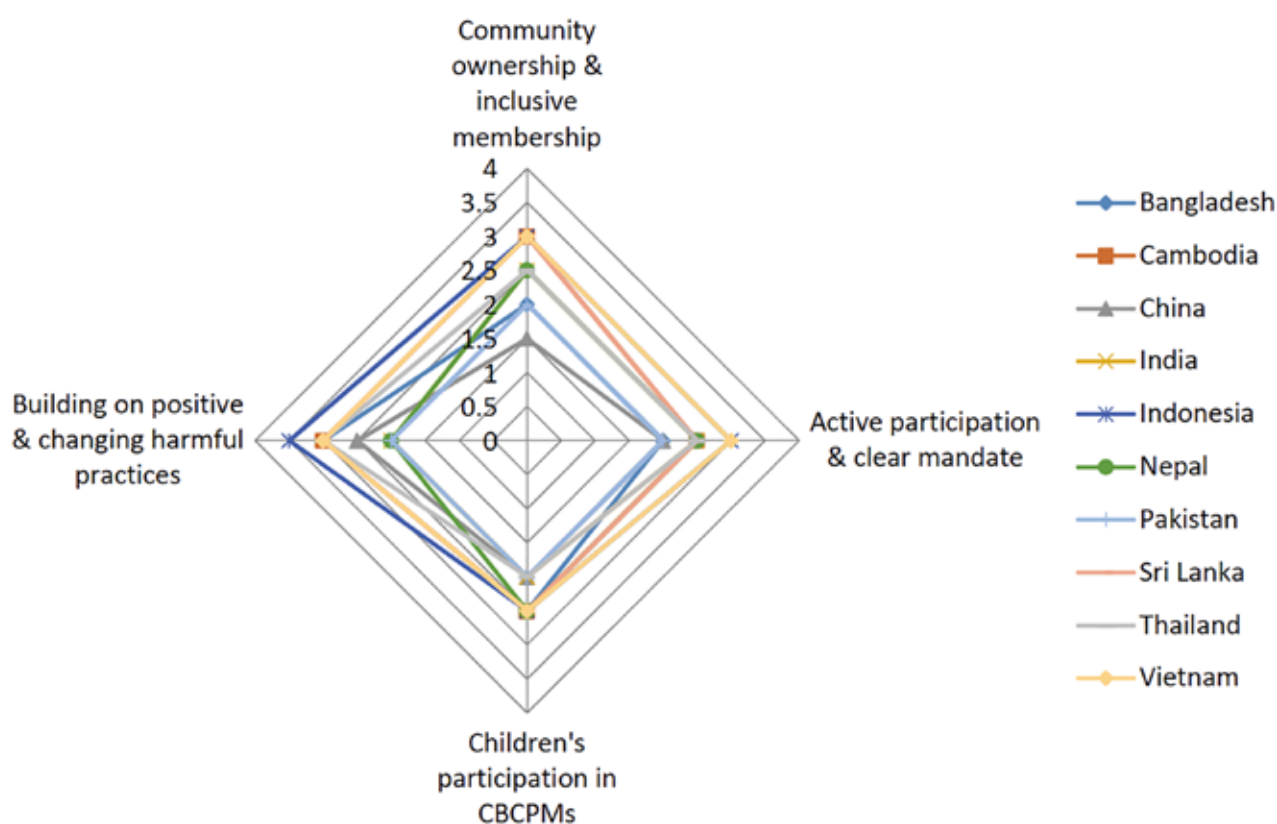 Community
ownership &
inclusive
membership
4
3.5
3
2.5
2
1.5
1
0.5
0
Building on positive
& changing harmful
practices
Active participation
& clear mandate
Children's
participation in
CBCPMs
Bangladesh
Cambodia
China
India
Indonesia
Nepal
Pakistan
Sri Lanka
Thailand
Vietnam